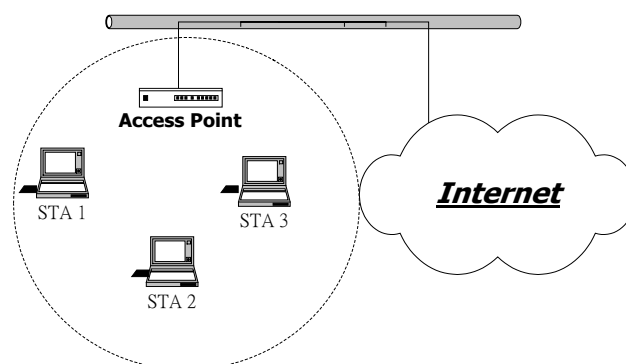 Access Point
STA 1
STA 3
Internet
STA 2